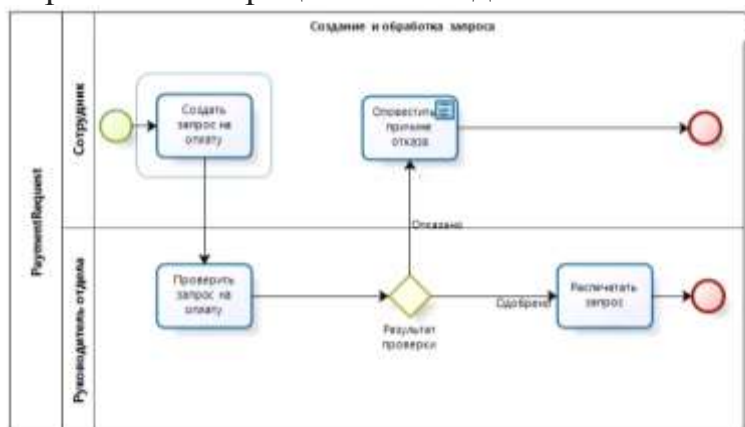 Создание и обработка запроса
PaymentRequest
Сотрудник
Создать
запрос на
оплату
Оповестить
причине
отказа
Отказано
Руководитель отдела
Проверить
запрос на
оплату
Результат
проверки
Одобрено
Распечатать
запрос